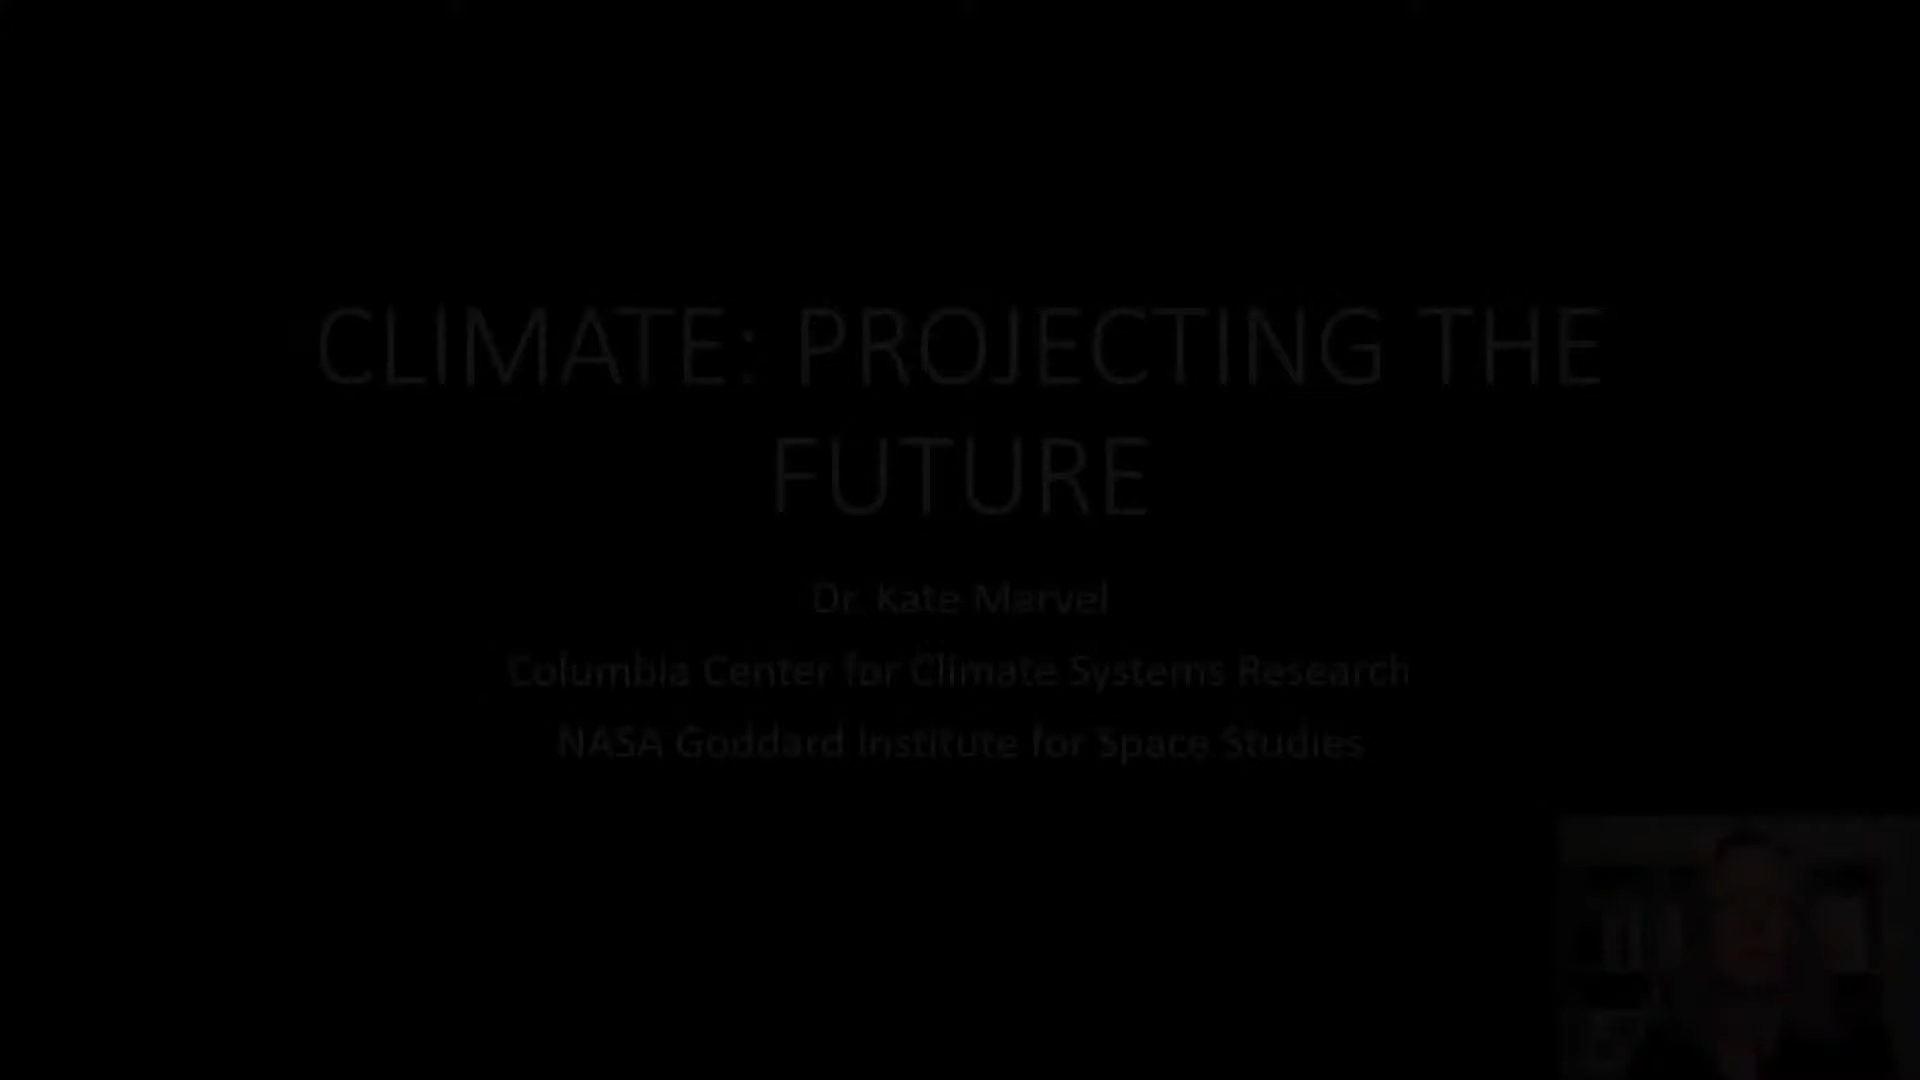 CLIMATE: PROJECTING THE
FUTURE
Dr. Kate Marvel
Columbia Center for Climate Systems Research
NASA Goddard Institute for Space Studies